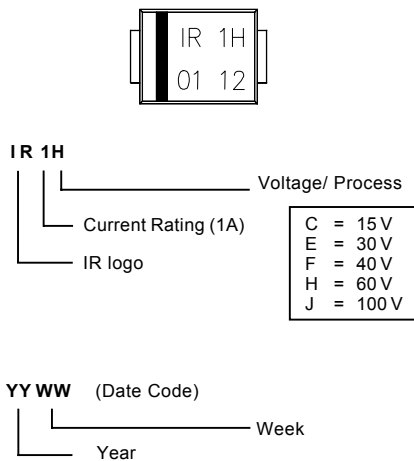 IR 1H
01 12
I R 1H
Voltage/ Process
Current Rating (1A)
IR logo
C = 15 V
E = 30 V
F = 40 V
H = 60 V
J = 100 V
YY WW (Date Code)
Week
Year